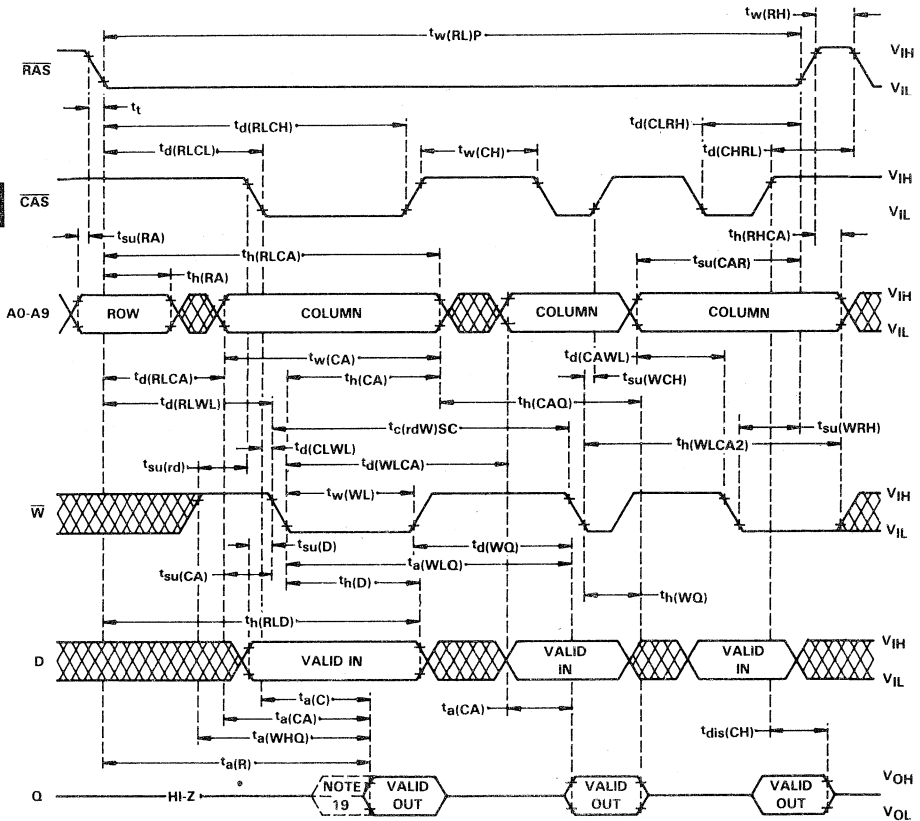 tw(RH)
tw(RL)P
RAS
VIH
VIL
tt
td(RLCH)
td(CLRH)
td(RLCL)
tw(CH)
td(CHRL)
CAS
VIH
VIL
tsu(RA)
th(RLCA)
th(RHCA)
tsu(CAR)
th(RA)
A0-A9
ROW
COLUMN
COLUMN
COLUMN
VIH
VIL
tw(CA)
td(CAWL)
td(RLCA)
th(CA)
tsu(WCH)
td(RLWL)
th(CAQ)
tc(rdW)SC
tsu(WRH)
td(CLWL)
th(WLCA2)
tsu(rd)
td(WLCA)
tw(WL)
W
VIH
VIL
tsu(D)
td(WQ)
ta(WLQ)
tsu(CA)
th(D)
th(WQ)
th(RLD)
D
VALID IN
VALID IN
VALID IN
VIH
VIL
ta(C)
ta(CA)
ta(CA)
ta(WHQ)
tdis(CH)
ta(R)
Q
HI-Z
NOTE 19
VALID OUT
VALID OUT
VALID OUT
VOH
VOL